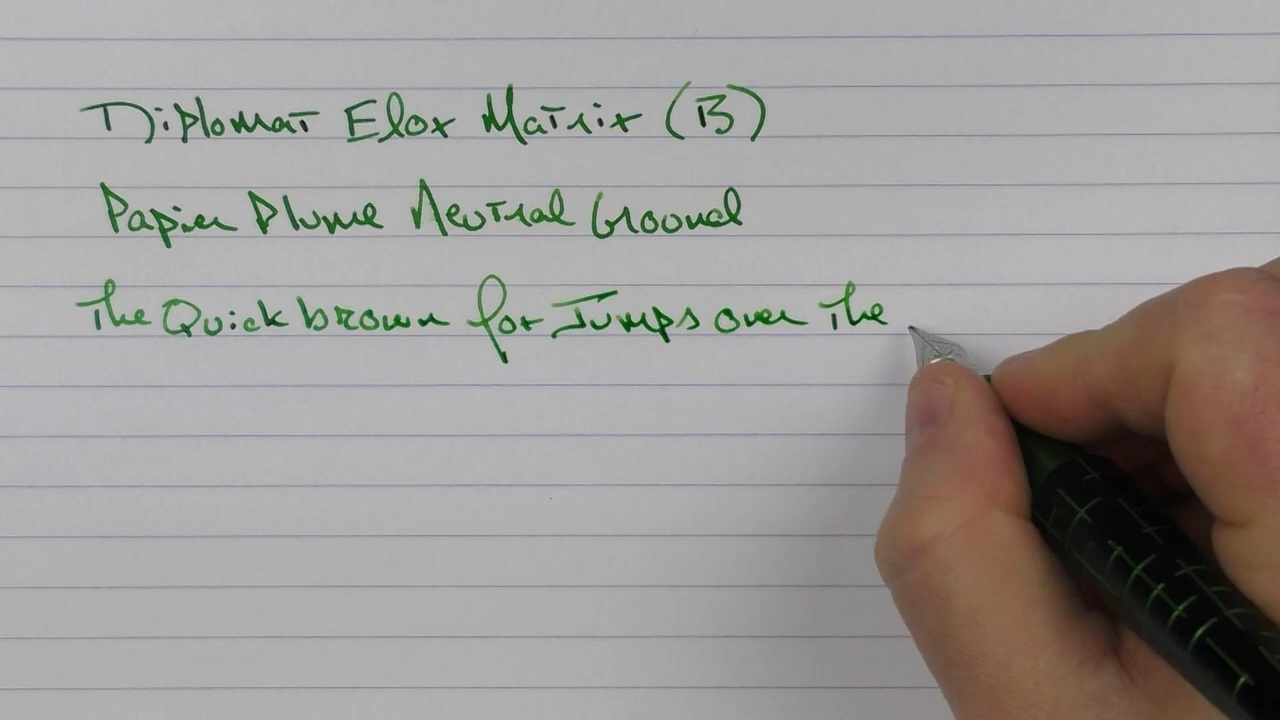 Diplomat Elox Matrix (B)
Papier Plume Neutral Ground
The Quick brown fox Jumps over The